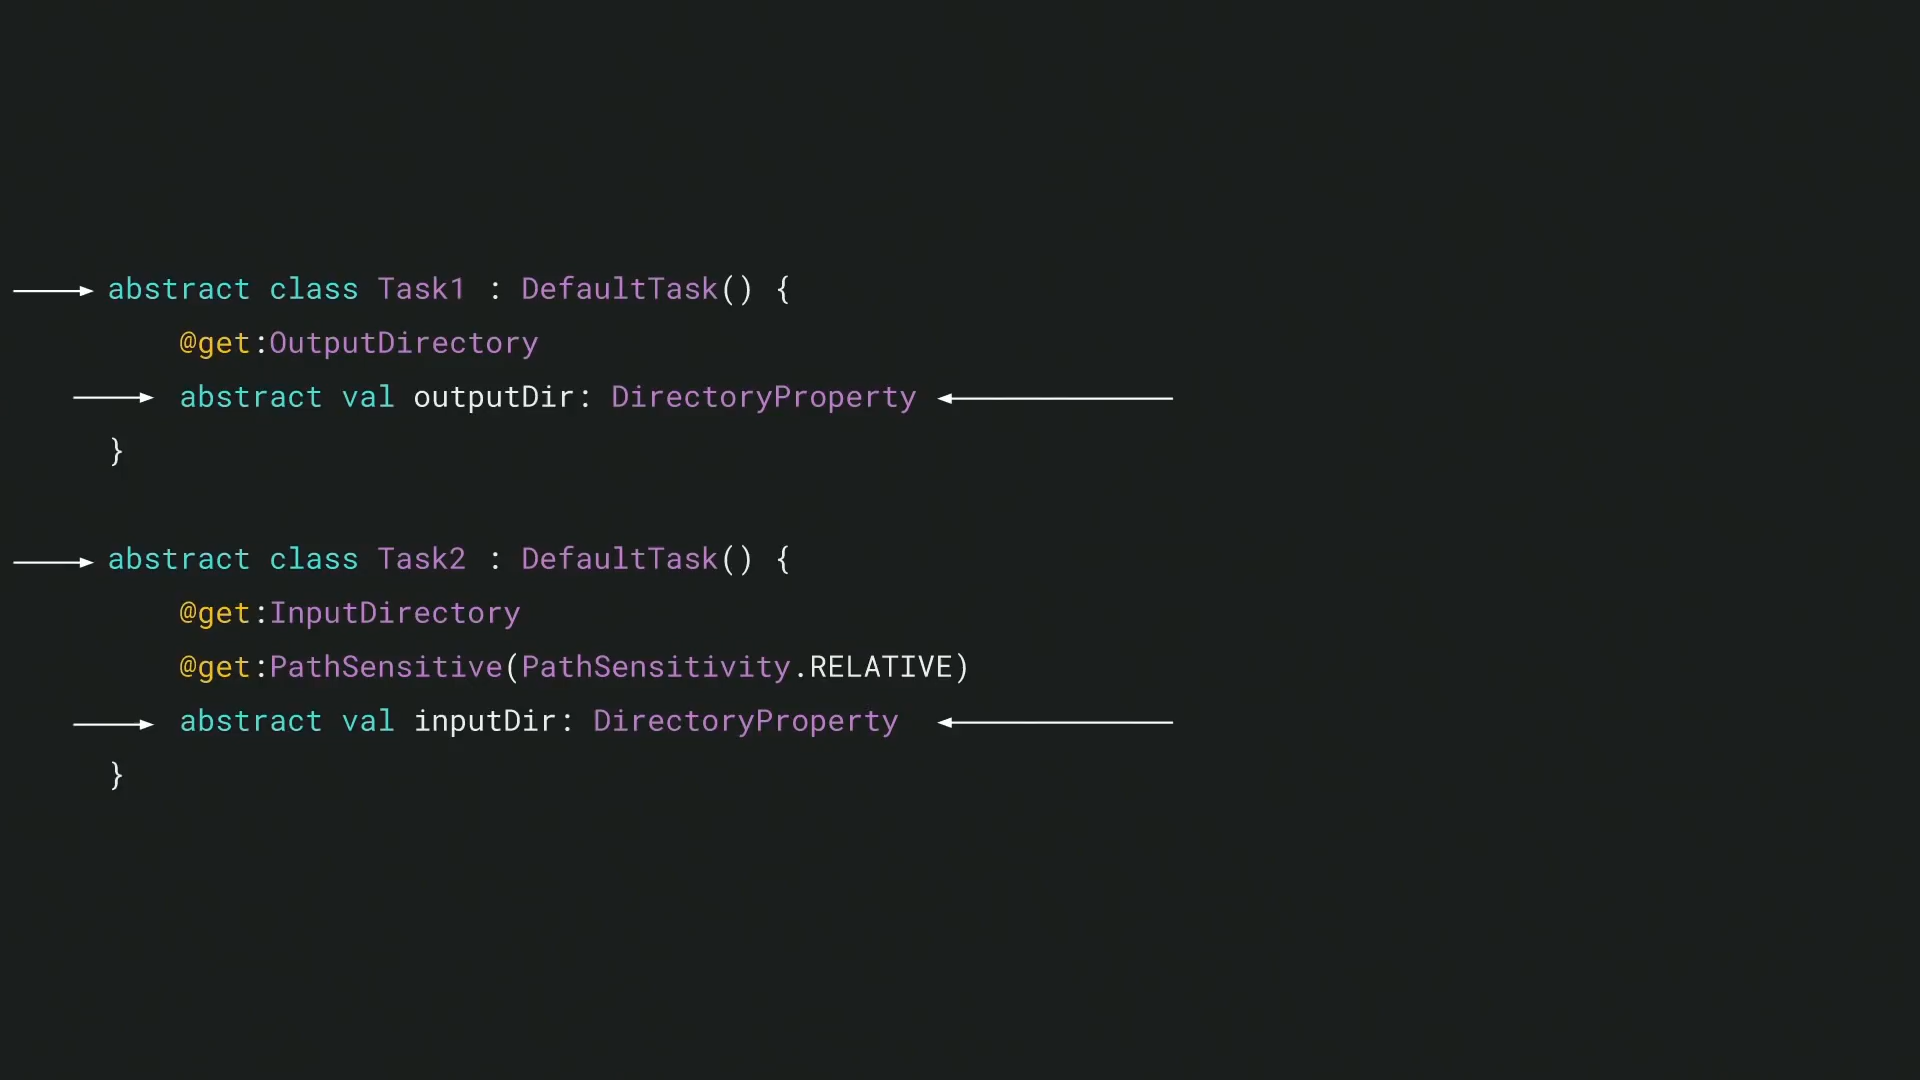 abstract class Task1 : DefaultTask() {
@get:OutputDirectory
abstract val outputDir: DirectoryProperty
}
abstract class Task2 : DefaultTask() {
@get:InputDirectory
@get:PathSensitive(PathSensitivity.RELATIVE)
abstract val inputDir: DirectoryProperty
}